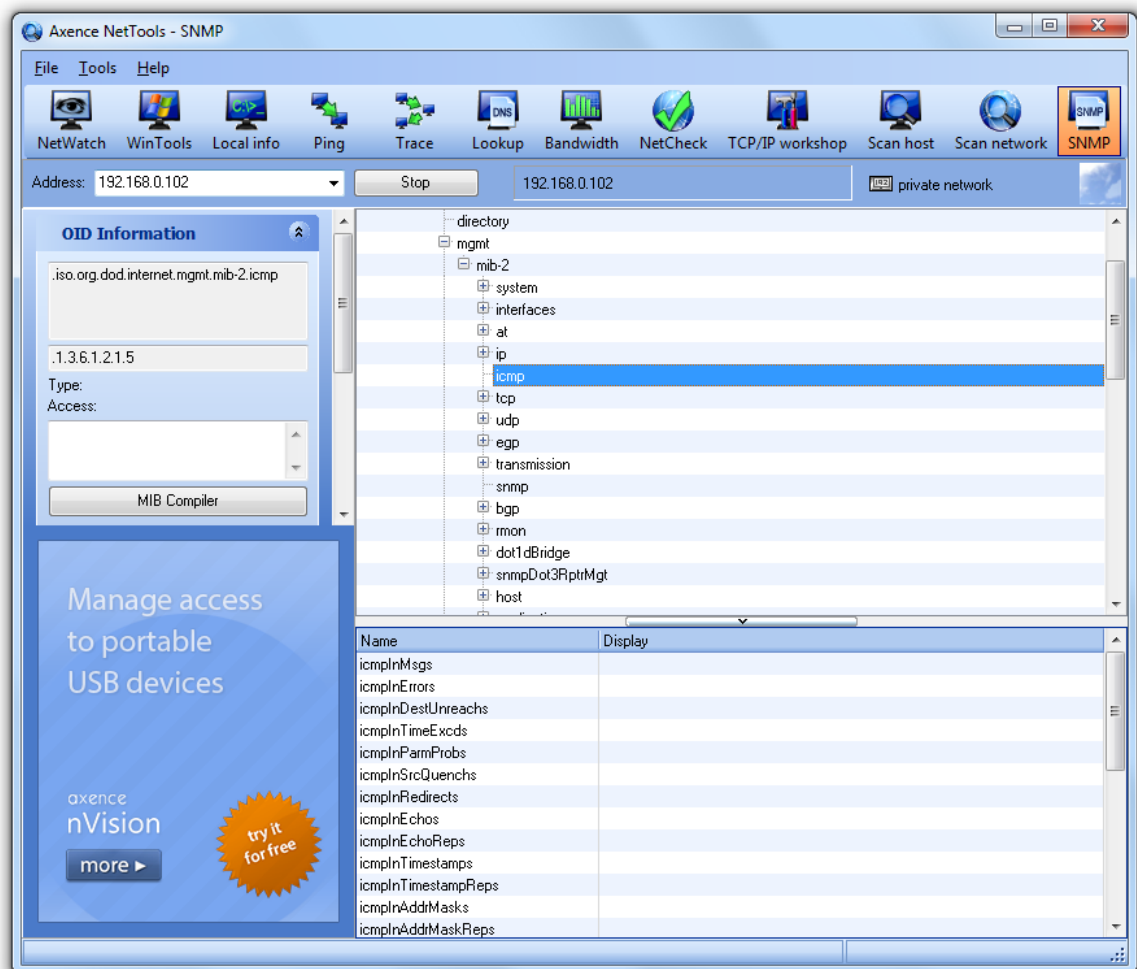 Axence NetTools - SNMP
File Tools Help
C:\>_ DNS SNMP
NetWatch WinTools Local info Ping Trace Lookup Bandwidth NetCheck TCP/IP workshop Scan host Scan network SNMP
Address: 192.168.0.102 Stop 192.168.0.102 private network
OID Information
.iso.org.dod.internet.mgmt.mib-2.icmp
.1.3.6.1.2.1.5
Type:
Access:
MIB Compiler
Manage access
to portable
USB devices
axence
nVision
more
try it
for free
directory
mgmt
mib-2
system
interfaces
at
ip
icmp
tcp
udp
egp
transmission
snmp
bgp
rmon
dot1dBridge
snmpDot3RptrMgt
host
Name Display
icmpInMsgs
icmpInErrors
icmpInDestUnreachs
icmpInTimeExcds
icmpInParmProbs
icmpInSrcQuenchs
icmpInRedirects
icmpInEchos
icmpInEchoReps
icmpInTimestamps
icmpInTimestampReps
icmpInAddrMasks
icmpInAddrMaskReps